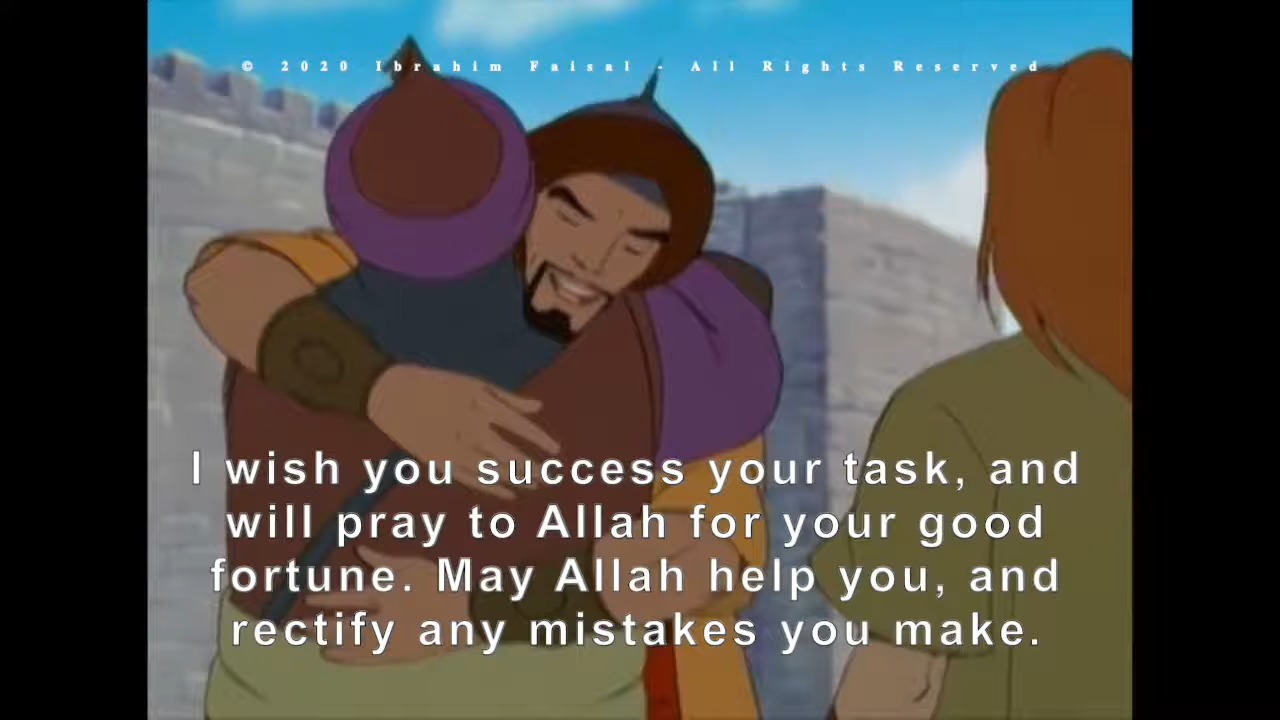 © 2020 Ibrahim Faisal - All Rights Reserved
I wish you success your task, and
will pray to Allah for your good
fortune. May Allah help you, and
rectify any mistakes you make.